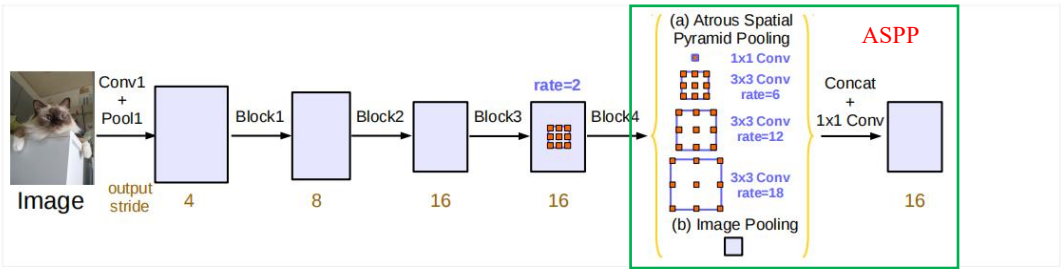 Image
Conv1
+
Pool1
output
stride
4
Block1
8
Block2
16
Block3
rate=2
16
Block4
(a) Atrous Spatial
Pyramid Pooling
1x1 Conv
3x3 Conv
rate=6
3x3 Conv
rate=12
3x3 Conv
rate=18
(b) Image Pooling
ASPP
Concat
+
1x1 Conv
16